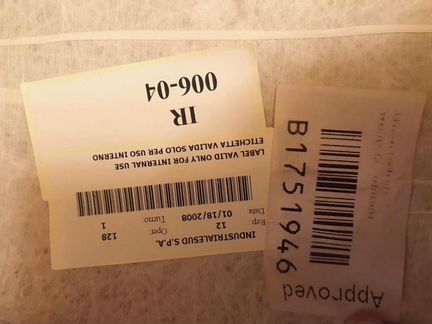 INDUSTRIALESUD S.P.A.
Rep: 12 Oper: 128
Data: 01/18/2008 Turno: 1
LABEL VALID ONLY FOR INTERNAL USE
ETICHETTA VALIDA SOLO PER USO INTERNO
IR
006-04
Approved
B1751946